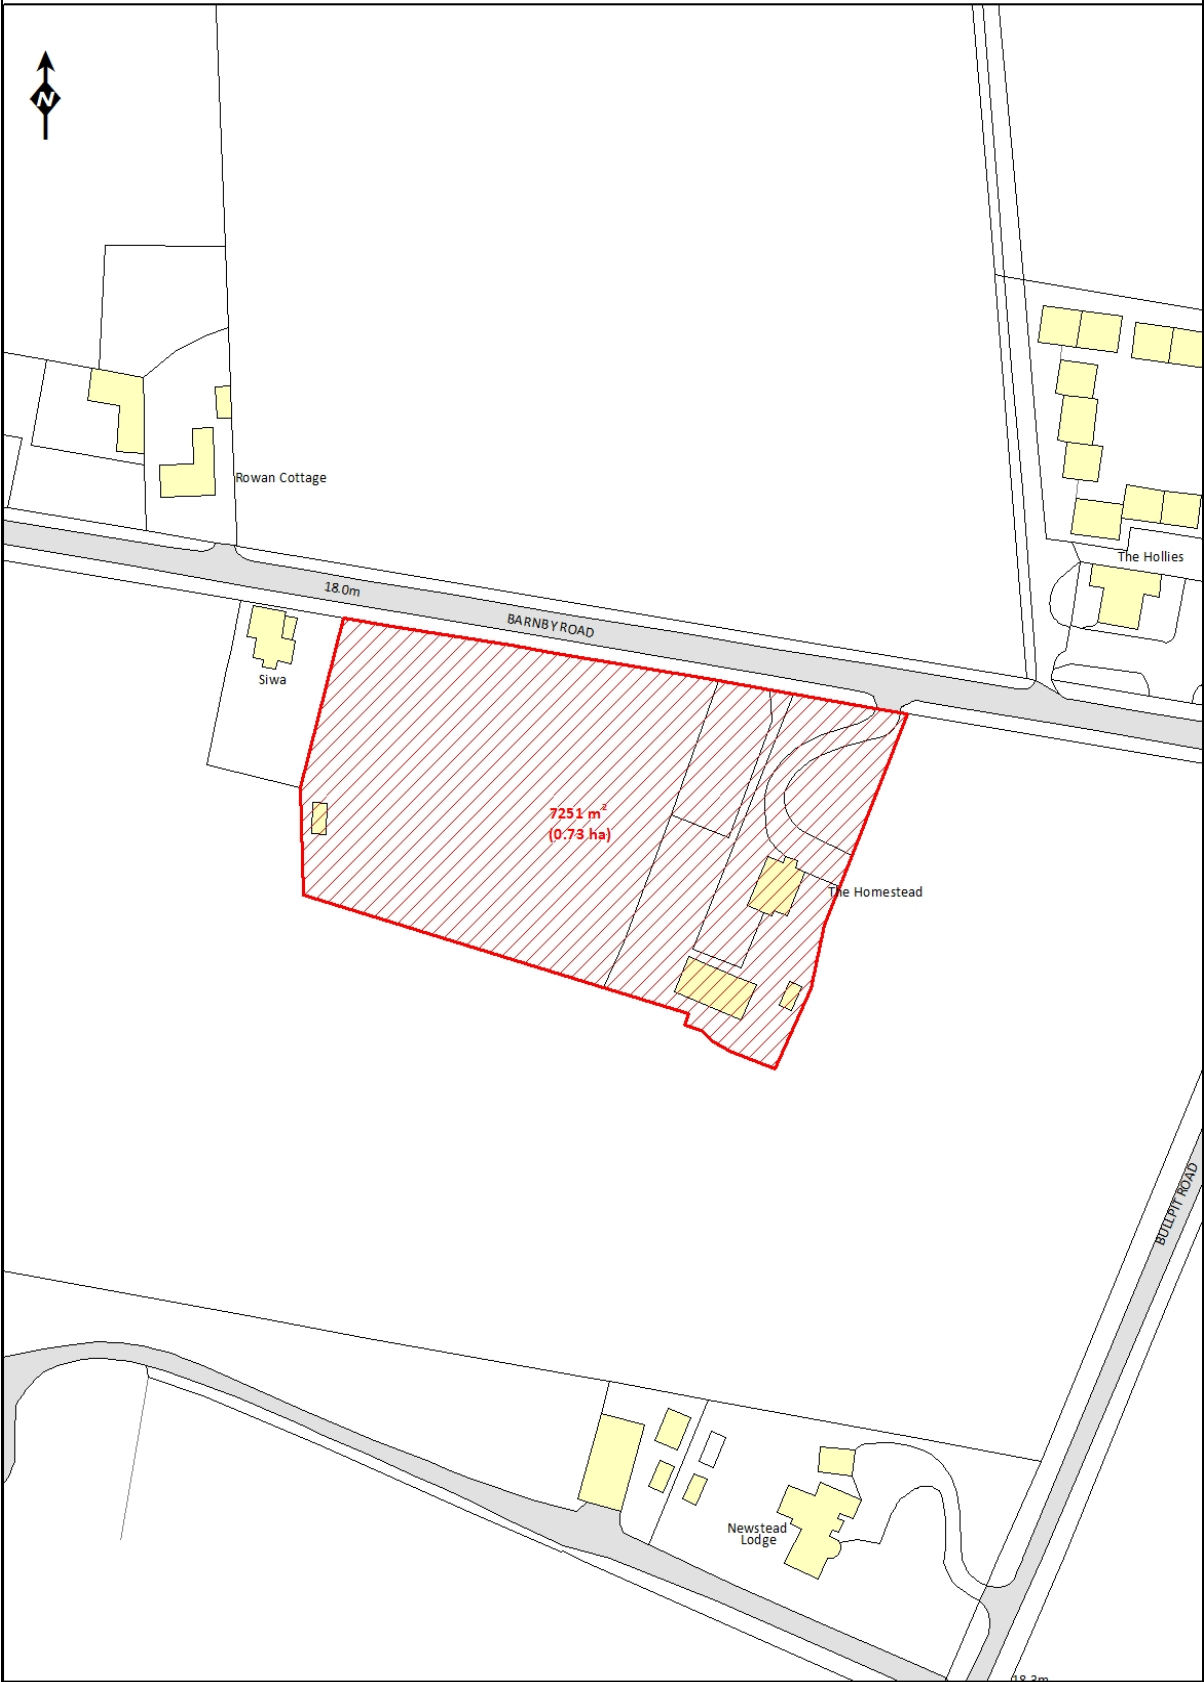 N
Rowan Cottage
The Hollies
18.0m
BARNBY ROAD
Siwa
7251 m²
(0.73 ha)
The Homestead
BULLPIT ROAD
Newstead
Lodge
18.3m